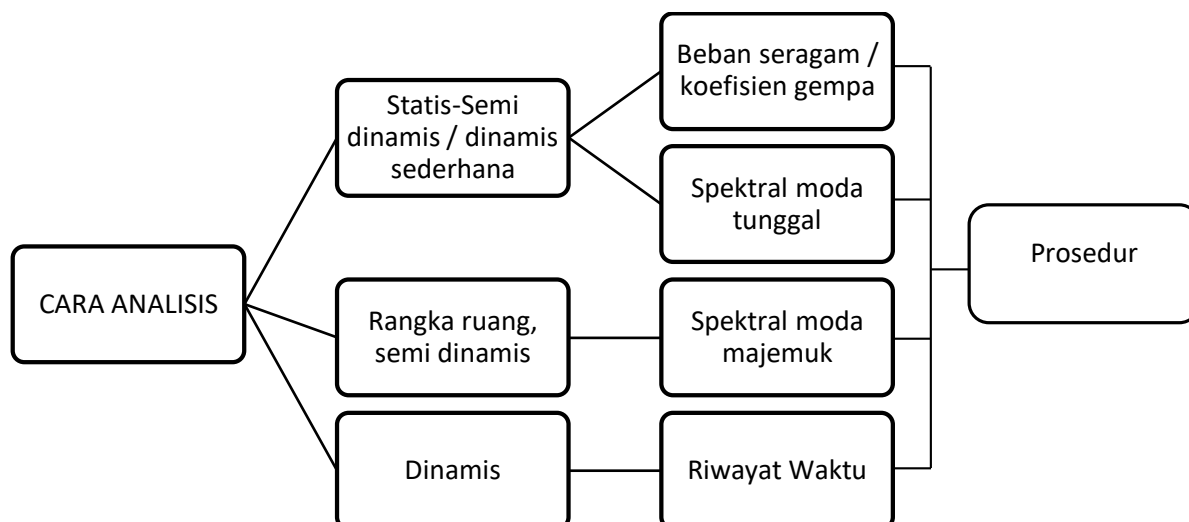 CARA ANALISIS
Statis-Semi
dinamis / dinamis
sederhana
Rangka ruang,
semi dinamis
Dinamis
Beban seragam /
koefisien gempa
Spektral moda
tunggal
Spektral moda
majemuk
Riwayat Waktu
Prosedur